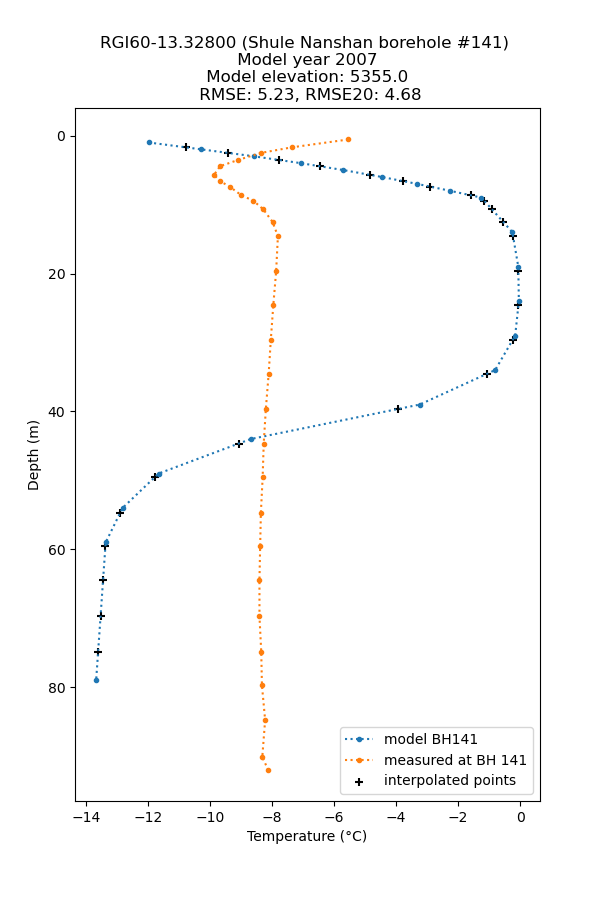 RGI60-13.32800 (Shule Nanshan borehole #141)
Model year 2007
Model elevation: 5355.0
RMSE: 5.23, RMSE20: 4.68
0
20
40
60
80
Depth (m)
−14 −12 −10 −8 −6 −4 −2 0
Temperature (°C)
model BH141
measured at BH 141
interpolated points